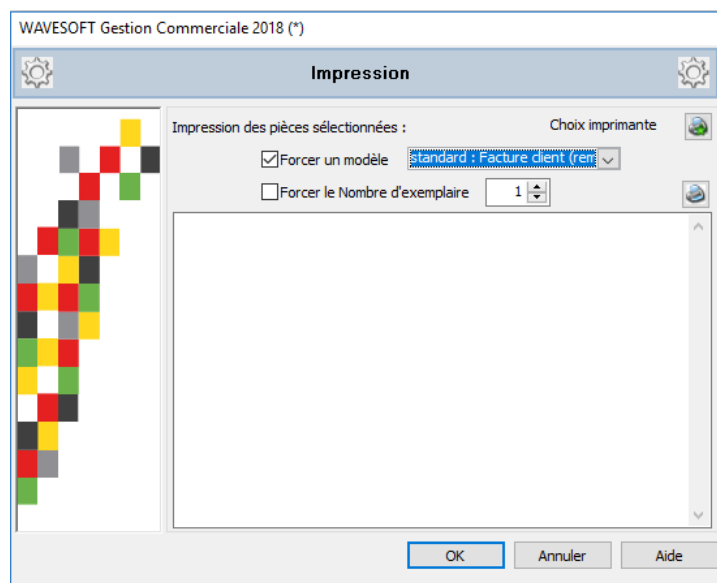 WAVESOFT Gestion Commerciale 2018 (*)
Impression
Impression des pièces sélectionnées :
Choix imprimante
Forcer un modèle
standard : Facture client (rem
Forcer le Nombre d'exemplaire
1
OK
Annuler
Aide